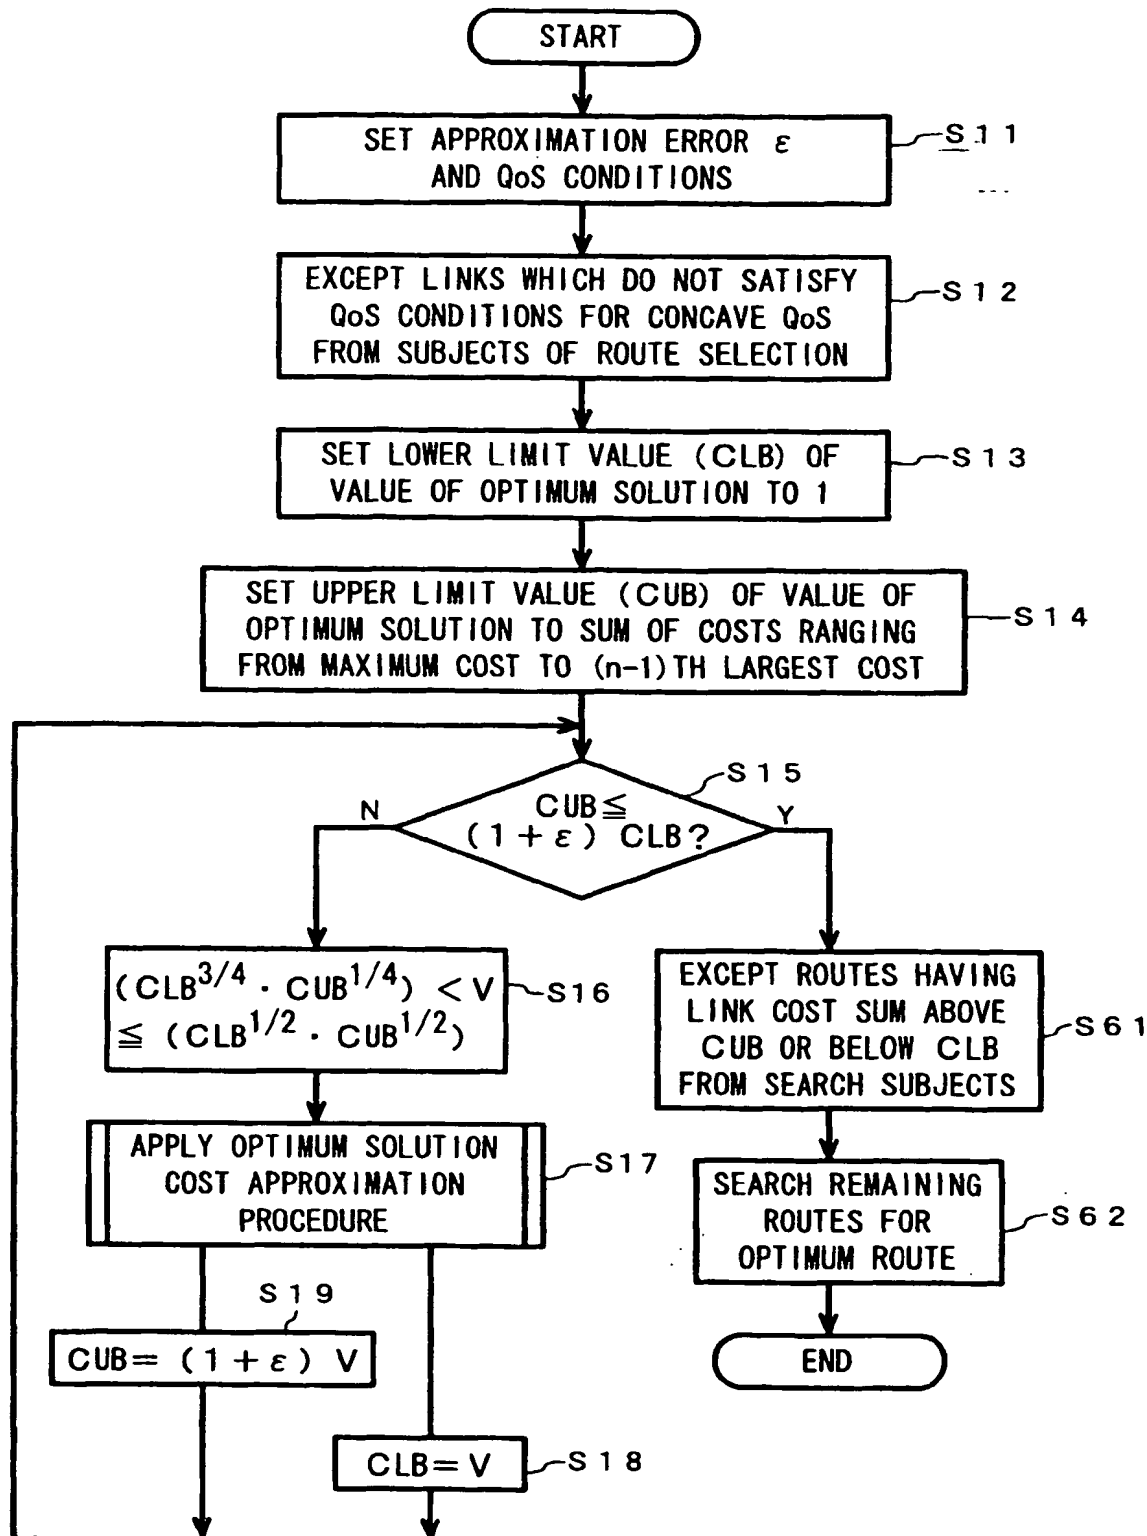 START
SET APPROXIMATION ERROR ε
AND QoS CONDITIONS
S11
EXCEPT LINKS WHICH DO NOT SATISFY
QoS CONDITIONS FOR CONCAVE QoS
FROM SUBJECTS OF ROUTE SELECTION
S12
SET LOWER LIMIT VALUE (CLB) OF
VALUE OF OPTIMUM SOLUTION TO 1
S13
SET UPPER LIMIT VALUE (CUB) OF VALUE OF
OPTIMUM SOLUTION TO SUM OF COSTS RANGING
FROM MAXIMUM COST TO (n-1)TH LARGEST COST
S14
S15
CUB≦
(1+ε) CLB?
N
Y
(CLB^3/4 · CUB^1/4) < V
≦ (CLB^1/2 · CUB^1/2)
S16
EXCEPT ROUTES HAVING
LINK COST SUM ABOVE
CUB OR BELOW CLB
FROM SEARCH SUBJECTS
S61
APPLY OPTIMUM SOLUTION
COST APPROXIMATION
PROCEDURE
S17
SEARCH REMAINING
ROUTES FOR
OPTIMUM ROUTE
S62
S19
CUB= (1+ε) V
END
CLB=V
S18